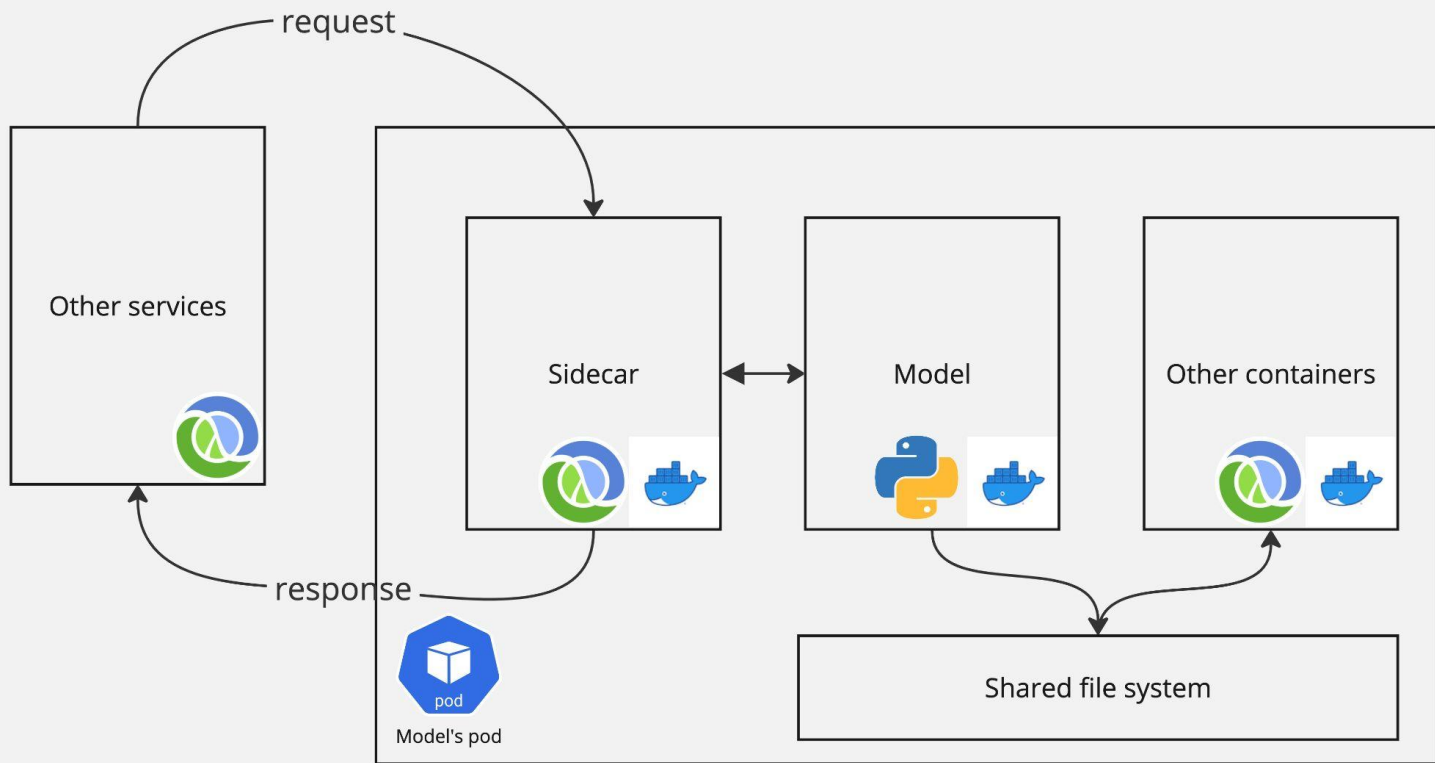 request
Other services
Sidecar
Model
Other containers
response
Shared file system
pod
Model's pod